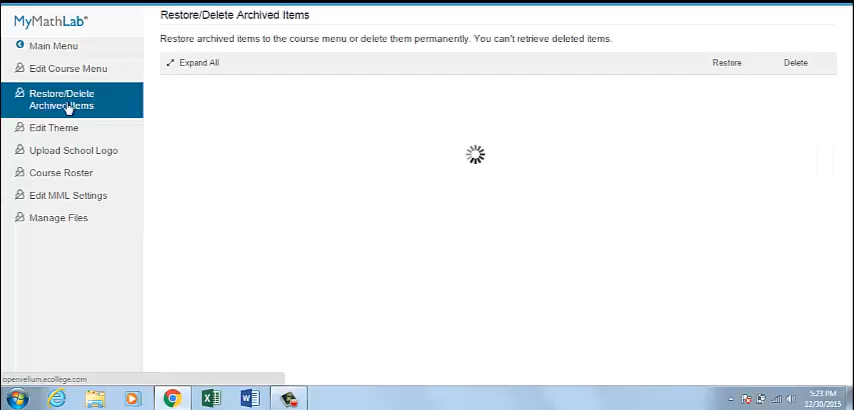 MyMathLab®
Restore/Delete Archived Items
Main Menu
Restore archived items to the course menu or delete them permanently. You can't retrieve deleted items.
Edit Course Menu
Expand All Restore Delete
Restore/Delete
Archived Items
Edit Theme
Upload School Logo
Course Roster
Edit MML Settings
Manage Files
openvellum.ecollege.com
5:23 PM
12/30/2015